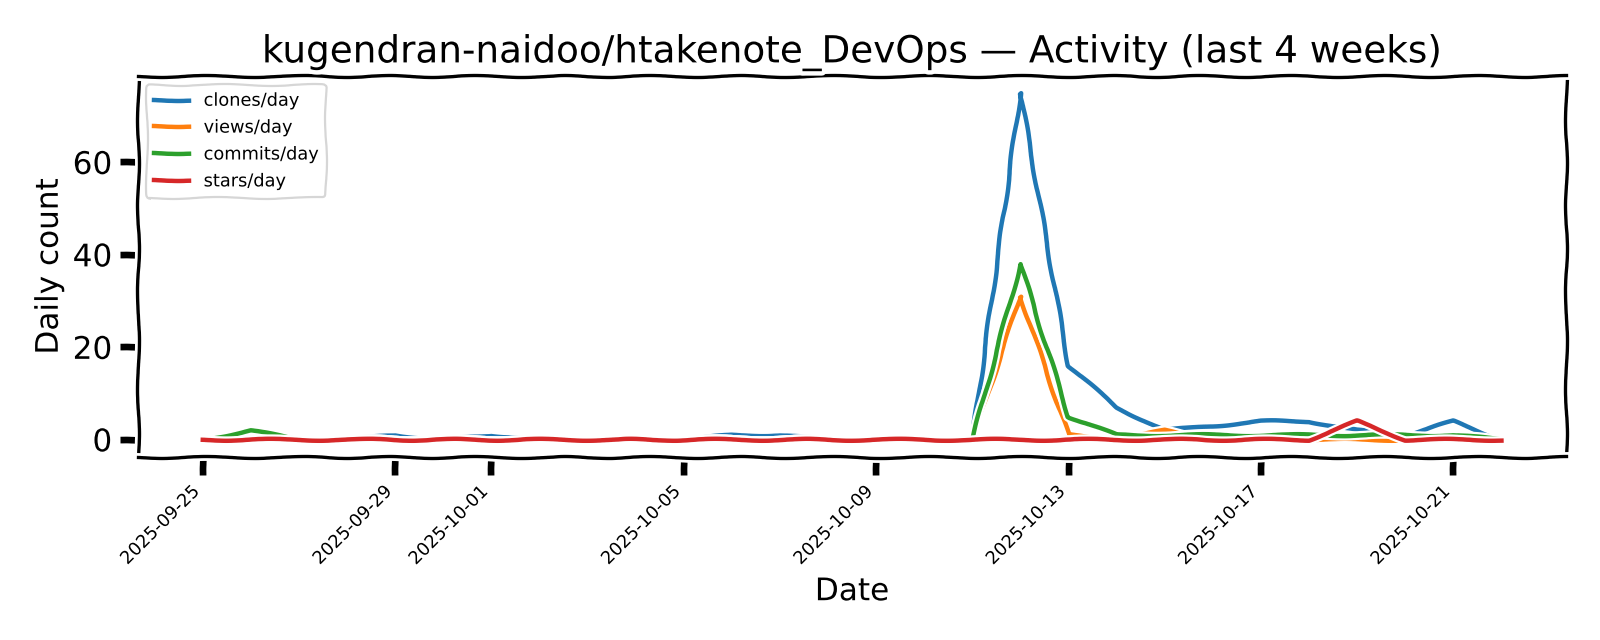 kugendran-naidoo/htakenote_DevOps — Activity (last 4 weeks)
clones/day
views/day
commits/day
stars/day
Daily count
60
40
20
0
2025-09-25
2025-09-29
2025-10-01
2025-10-05
2025-10-09
2025-10-13
2025-10-17
2025-10-21
Date